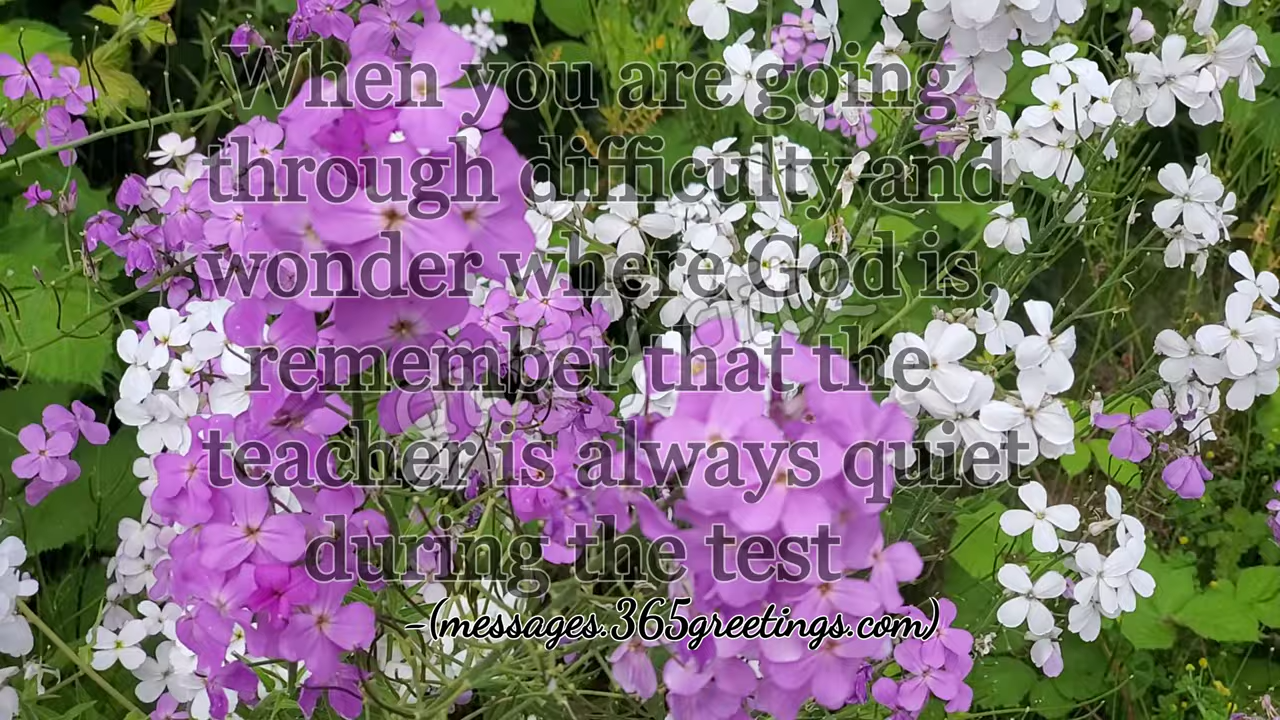 When you are going
through difficulty and
wonder where God is,
remember that the
teacher is always quiet
during the test
-(messages.365greetings.com)